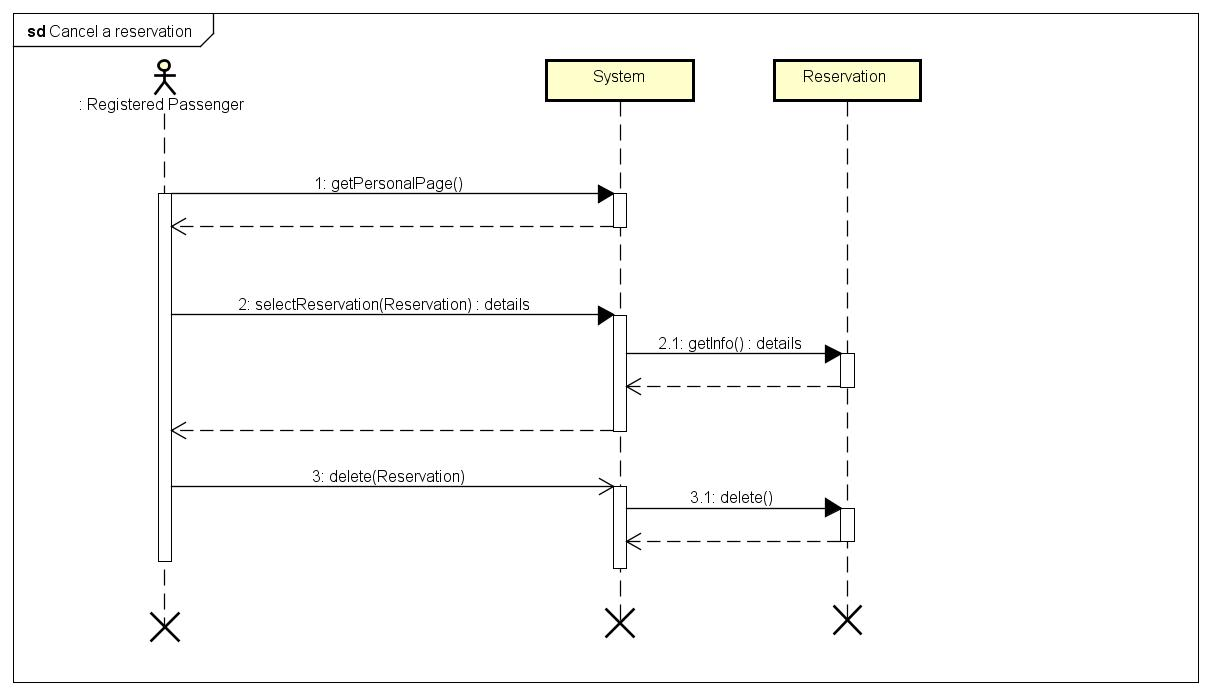 sd Cancel a reservation
: Registered Passenger
System
Reservation
1: getPersonalPage()
2: selectReservation(Reservation) : details
2.1: getInfo() : details
3: delete(Reservation)
3.1: delete()